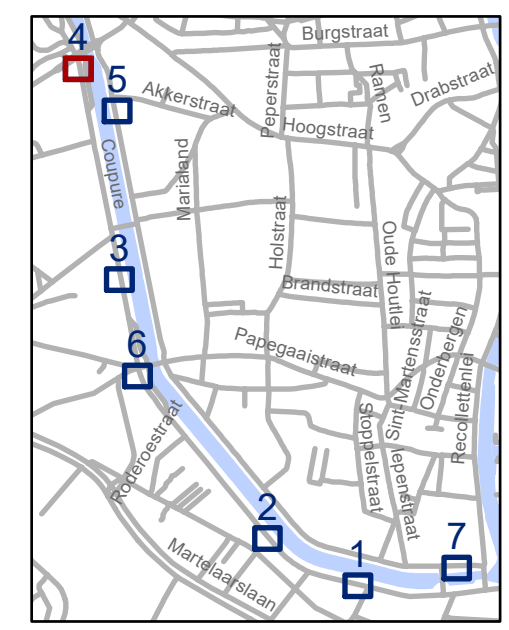 Burgstraat
4
5
Peperstraat
Ramen
Drabstraat
Akkerstraat
Hoogstraat
Coupure
Marialand
Holstraat
Oude Houtlei
3
Brandstraat
Sint-Martensstraat
Onderbergen
Recollettenlei
6
Papegaaistraat
Roderoestraat
Stoppelstraat
Iepenstraat
2
1
7
Martelaarslaan